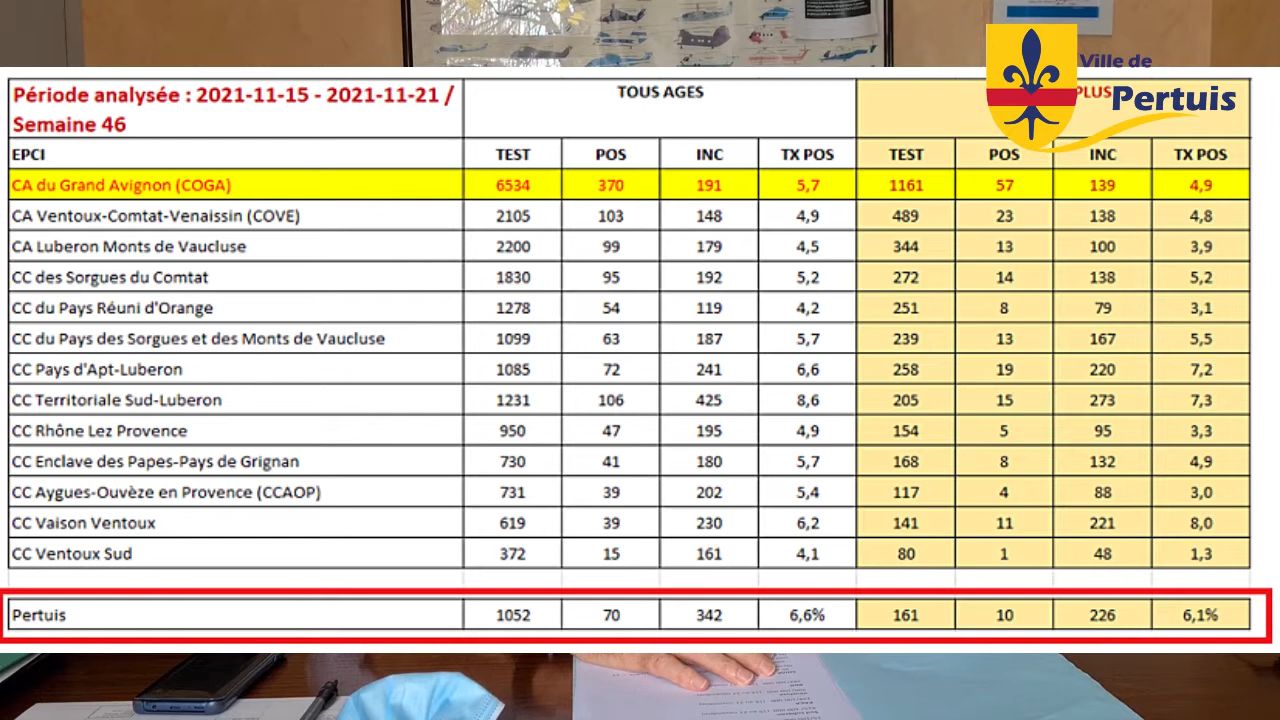 Ville de
Pertuis
Période analysée : 2021-11-15 - 2021-11-21 / TOUS AGES PLUS
Semaine 46
EPCI TEST POS INC TX POS TEST POS INC TX POS
CA du Grand Avignon (COGA) 6534 370 191 5,7 1161 57 139 4,9
CA Ventoux-Comtat-Venaissin (COVE) 2105 103 148 4,9 489 23 138 4,8
CA Luberon Monts de Vaucluse 2200 99 179 4,5 344 13 100 3,9
CC des Sorgues du Comtat 1830 95 192 5,2 272 14 138 5,2
CC du Pays Réuni d'Orange 1278 54 119 4,2 251 8 79 3,1
CC du Pays des Sorgues et des Monts de Vaucluse 1099 63 187 5,7 239 13 167 5,5
CC Pays d'Apt-Luberon 1085 72 241 6,6 258 19 220 7,2
CC Territoriale Sud-Luberon 1231 106 425 8,6 205 15 273 7,3
CC Rhône Lez Provence 950 47 195 4,9 154 5 95 3,3
CC Enclave des Papes-Pays de Grignan 730 41 180 5,7 168 8 132 4,9
CC Aygues-Ouvèze en Provence (CCAOP) 731 39 202 5,4 117 4 88 3,0
CC Vaison Ventoux 619 39 230 6,2 141 11 221 8,0
CC Ventoux Sud 372 15 161 4,1 80 1 48 1,3
Pertuis 1052 70 342 6,6% 161 10 226 6,1%